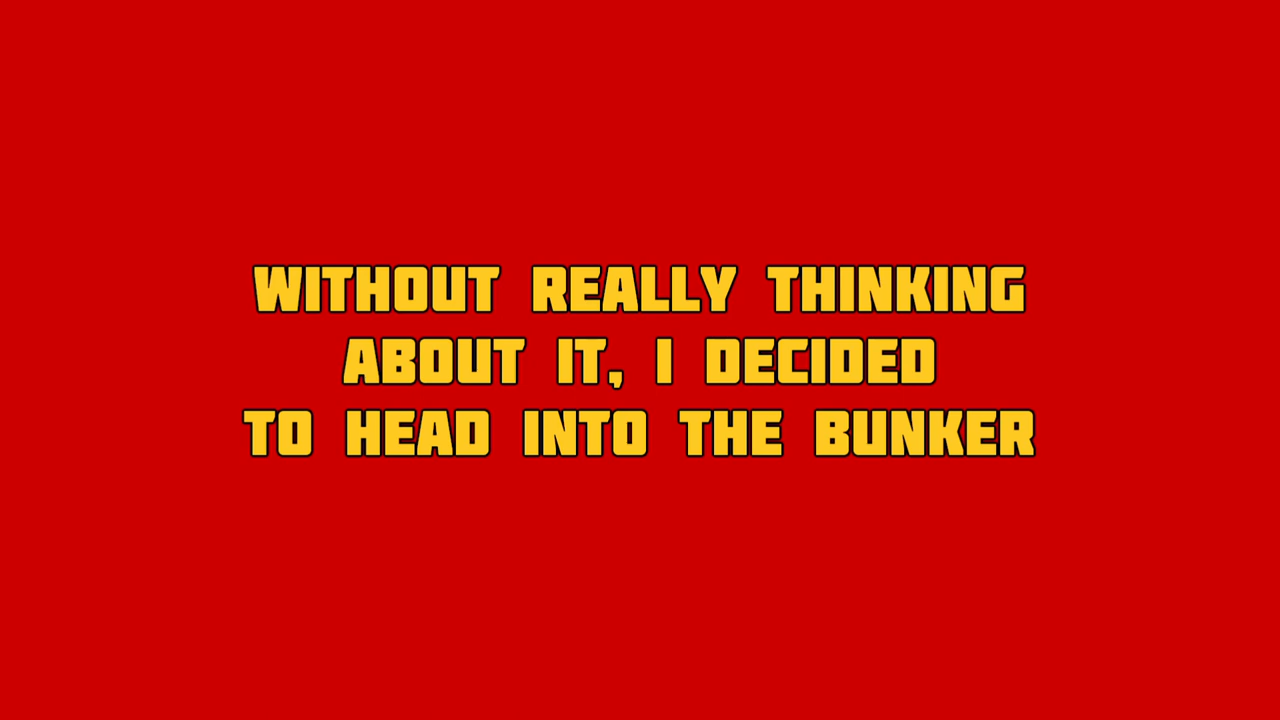 WITHOUT REALLY THINKING
ABOUT IT, I DECIDED
TO HEAD INTO THE BUNKER